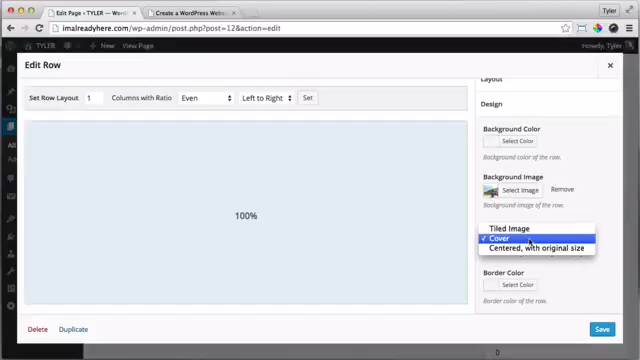 Edit Page ‹ TYLER — Word
Create a WordPress Websit
Tyler
imalreadyhere.com/wp-admin/post.php?post=12&action=edit
TYLER
New
View Page
Howdy, Tyler
Edit Row
Set Row Layout
1
Columns with Ratio
Even
Left to Right
Set
100%
Layout
Design
Background Color
Select Color
Background color of the row.
Background Image
Select Image
Remove
Background image of the row.
Tiled Image
✓ Cover
Centered, with original size
Border Color
Select Color
Border color of the row.
Delete
Duplicate
Save
All